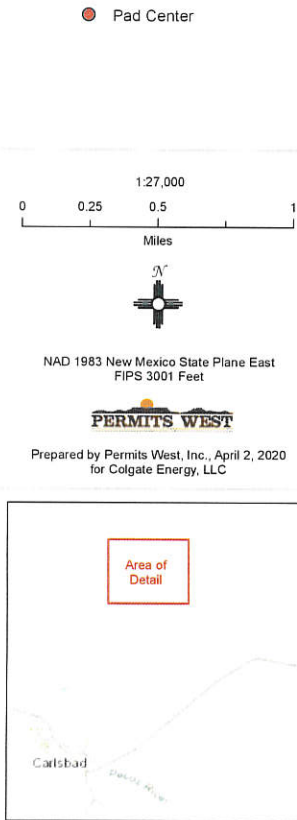 Pad Center
1:27,000
0 0.25 0.5 1
Miles
N
NAD 1983 New Mexico State Plane East
FIPS 3001 Feet
PERMITS WEST
Prepared by Permits West, Inc., April 2, 2020
for Colgate Energy, LLC
Area of
Detail
Carlsbad
Pecos River